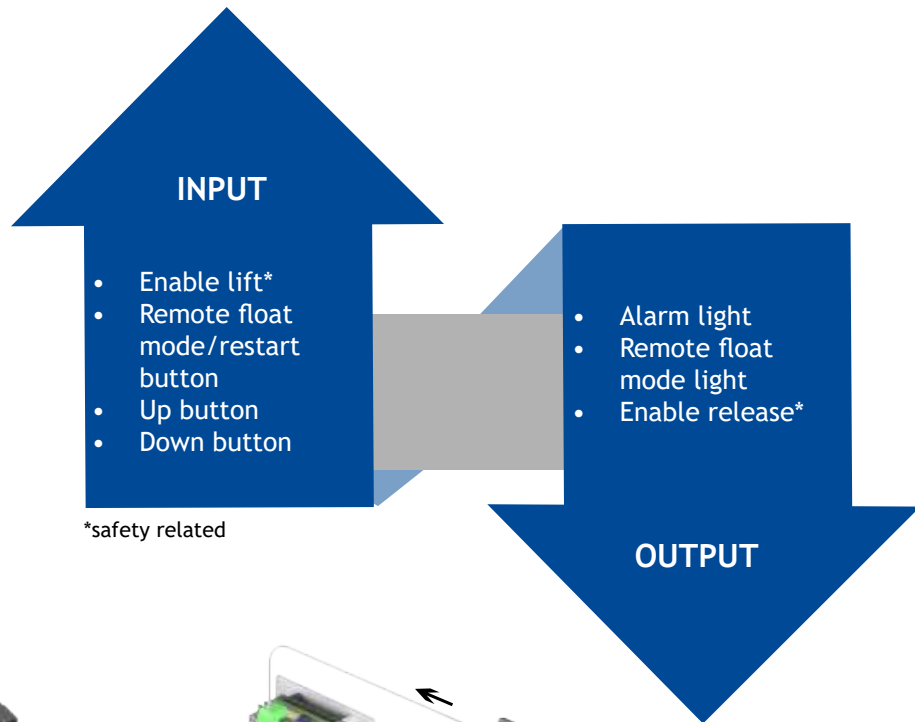 INPUT
• Enable lift*
• Remote float
mode/restart
button
• Up button
• Down button
*safety related
• Alarm light
• Remote float
mode light
• Enable release*
OUTPUT